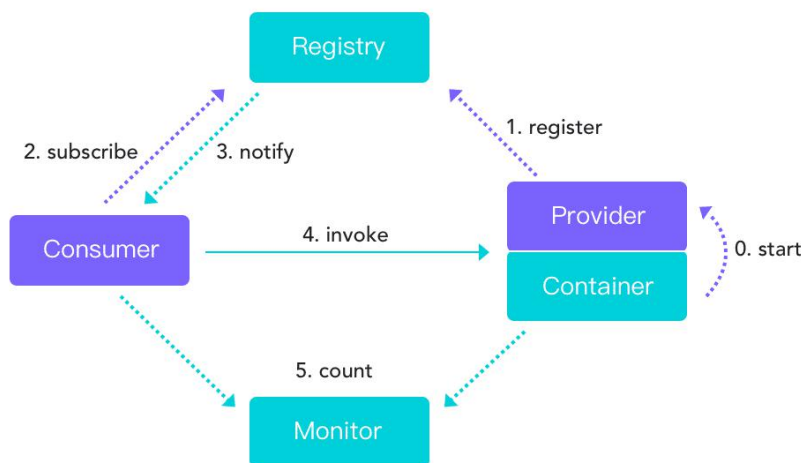 Registry
1. register
2. subscribe
3. notify
Provider
Consumer
4. invoke
0. start
Container
5. count
Monitor